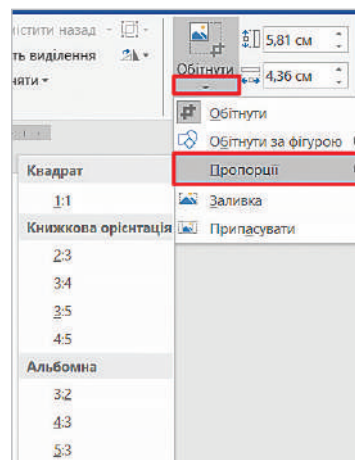 істити назад
5,81 см
ть виділення
Обітнути
4,36 см
няти
Обітнути
Обітнути за фігурою
Квадрат
Пропорції
1:1
Заливка
Книжкова орієнтація
Припасувати
2:3
3:4
3:5
4:5
Альбомна
3:2
4:3
5:3